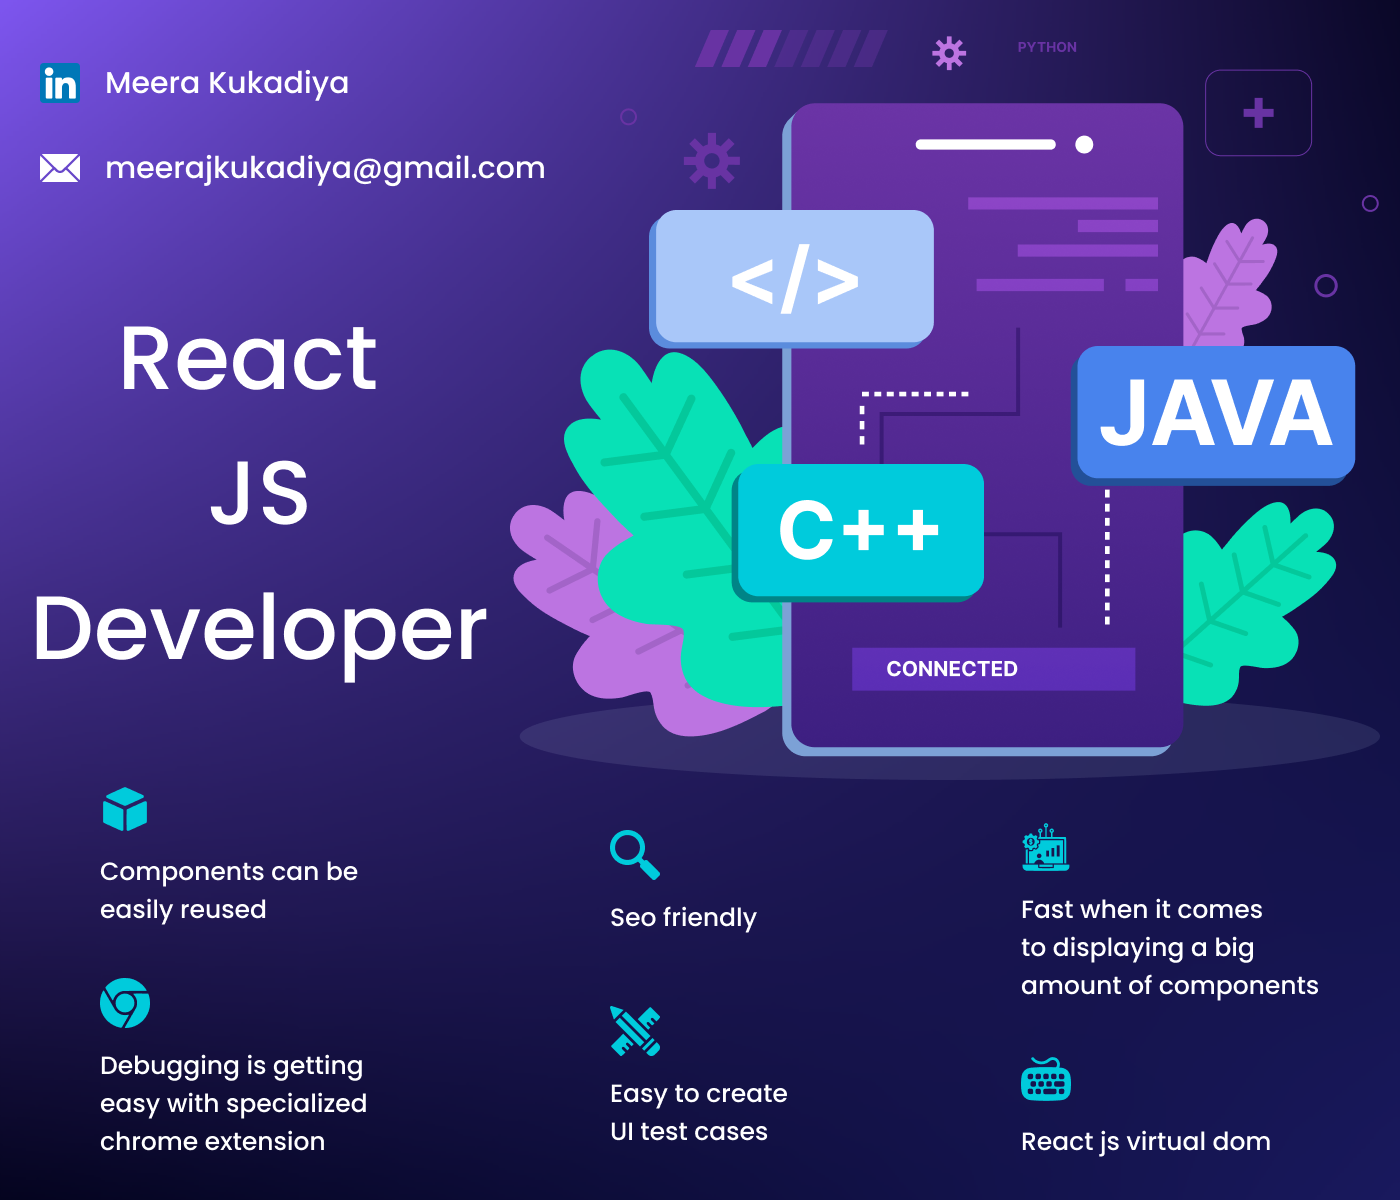 in Meera Kukadiya
meerajkukadiya@gmail.com
PYTHON
</>
JAVA
C++
CONNECTED
React
JS
Developer
Components can be
easily reused
Seo friendly
Fast when it comes
to displaying a big
amount of components
Debugging is getting
easy with specialized
chrome extension
Easy to create
UI test cases
React js virtual dom